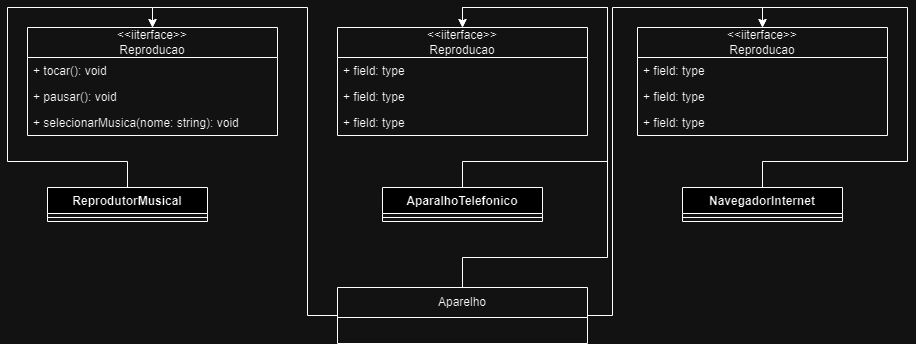 <<iiterface>>
Reproducao
+ tocar(): void
+ pausar(): void
+ selecionarMusica(nome: string): void
<<iiterface>>
Reproducao
+ field: type
+ field: type
+ field: type
<<iiterface>>
Reproducao
+ field: type
+ field: type
+ field: type
ReprodutorMusical
AparalhoTelefonico
NavegadorInternet
Aparelho